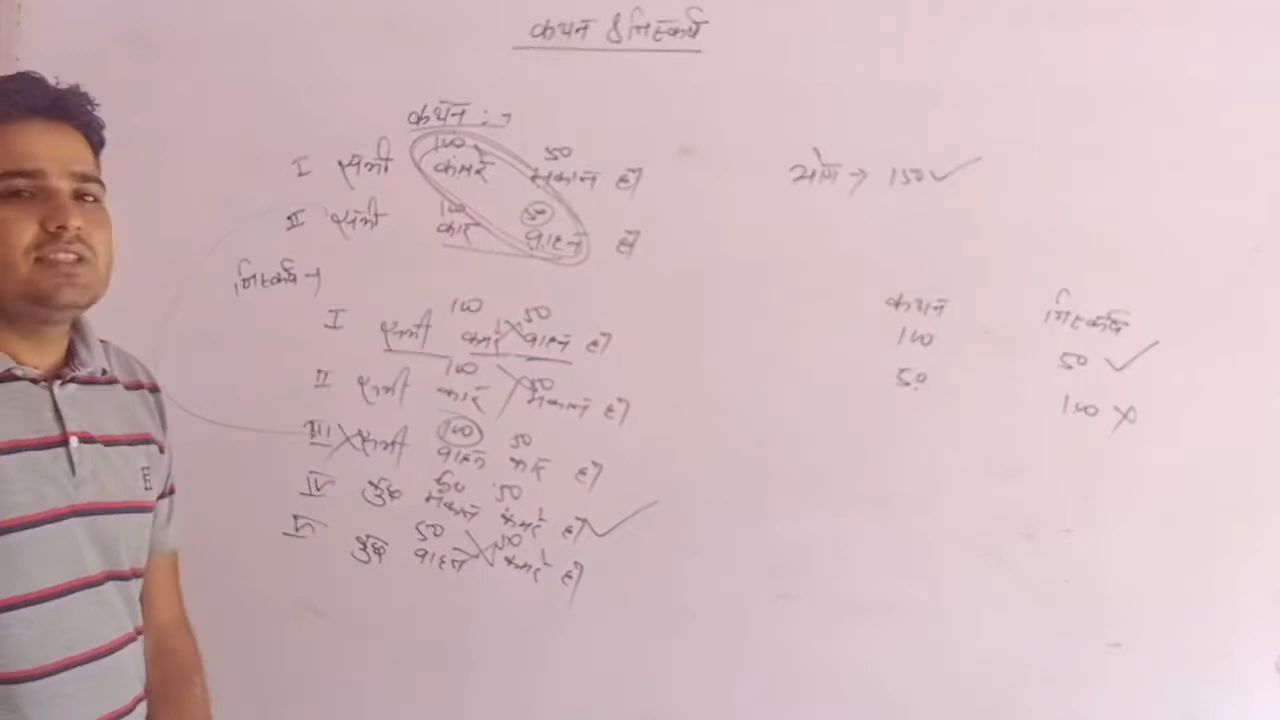 कथन & निष्कर्ष
कथन :→
100 50
I सभी कमरे मकान है।
100 50
II सभी कारे वाहन है
निष्कर्ष →
100 50
I सभी कमरे वाहन है।
100 50
II सभी कारे मकान है।
100 50
III सभी वाहन कार है।
50 50
IV कुछ मकान कमरे है।
50 50
V कुछ वाहन कमरे है।
योग → 150 ✓
कथन निष्कर्ष
100 50 ✓
50 100 ×
E